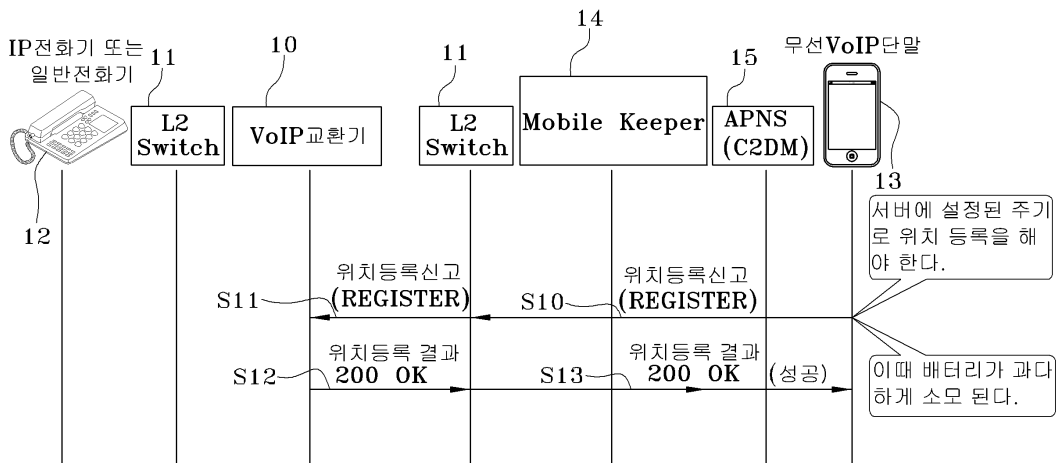 IP전화기 또는
일반전화기
12
11
L2
Switch
10
VoIP교환기
11
L2
Switch
14
Mobile Keeper
15
APNS
(C2DM)
무선VoIP단말
13
서버에 설정된 주기
로 위치 등록을 해
야 한다.
위치등록신고
(REGISTER)
S11
위치등록신고
(REGISTER)
S10
위치등록 결과
200 OK
S12
위치등록 결과
200 OK
(성공)
S13
이때 배터리가 과다
하게 소모 된다.